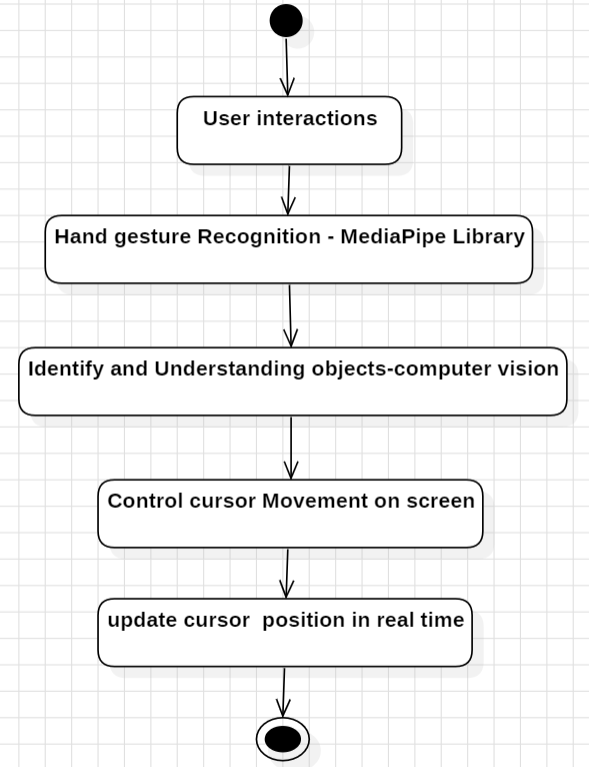 User interactions
Hand gesture Recognition - MediaPipe Library
Identify and Understanding objects-computer vision
Control cursor Movement on screen
update cursor  position in real time